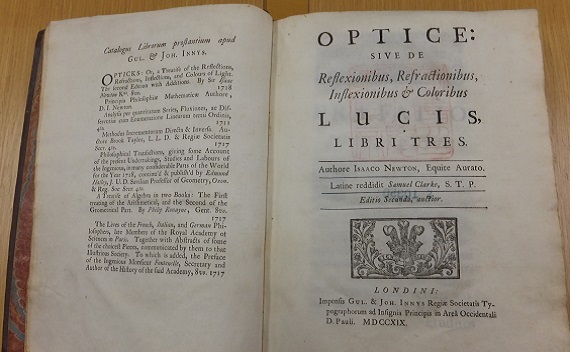 Catalogus Librorum prostantium apud
GUL. & JOH. INNYS.
OPTICKS: Or, a Treatise of the Reflections,
Refractions, Inflections, and Colours of Light.
The second Edition with Additions. By Sir Isaac
Newton Knt. 8vo. 1718
Principia Philosophiæ Mathematicæ Authore,
D. I. Newton.
Analysis per quantitatum Series, Fluxiones, ac Dif-
ferentias cum Enumeratione Linearum tertii Ordinis,
4to. 1711
Methodus Incrementorum Directa & Inversa. Au-
thore Brook Taylor, L. L. D. & Regiæ Societatis
Secr. 4to. 1717
Philosophical Transactions, giving some Account
of the present Undertakings, Studies and Labours of
the Ingenious, in many considerable Parts of the World
for the Year 1718, continu'd & publish'd by Edmund
Halley, J. U. D. Savilian Professor of Geometry, Oxon.
& Reg. Soc. Secr. 4to.
A Treatise of Algebra in two Books: The First
treating of the Arithmetical, and the Second of the
Geometrical Part. By Philip Ronayne, Gent. 8vo.
1717
The Lives of the French, Italian, and German Phi-
losophers, late Members of the Royal Academy of
Sciences in Paris. Together with Abstracts of some
of the choicest Pieces, communicated by them to that
Illustrious Society. To which is added, the Preface
of the Ingenious Monsieur Fontenelle, Secretary and
Author of the History of the said Academy, 8vo. 1717
OPTICE:
SIVE DE
Reflexionibus, Refractionibus,
Inflexionibus & Coloribus
LUCIS,
LIBRI TRES.
Authore ISAACO NEWTON, Equite Aurato.
Latine reddidit Samuel Clarke, S. T. P.
Editio Secunda, auctior.
LONDINI:
Impensis GUL. & JOH. INNYS Regiæ Societatis Ty-
pographorum ad Insignia Principis in Areâ Occidentali
D. Pauli. MDCCXIX.